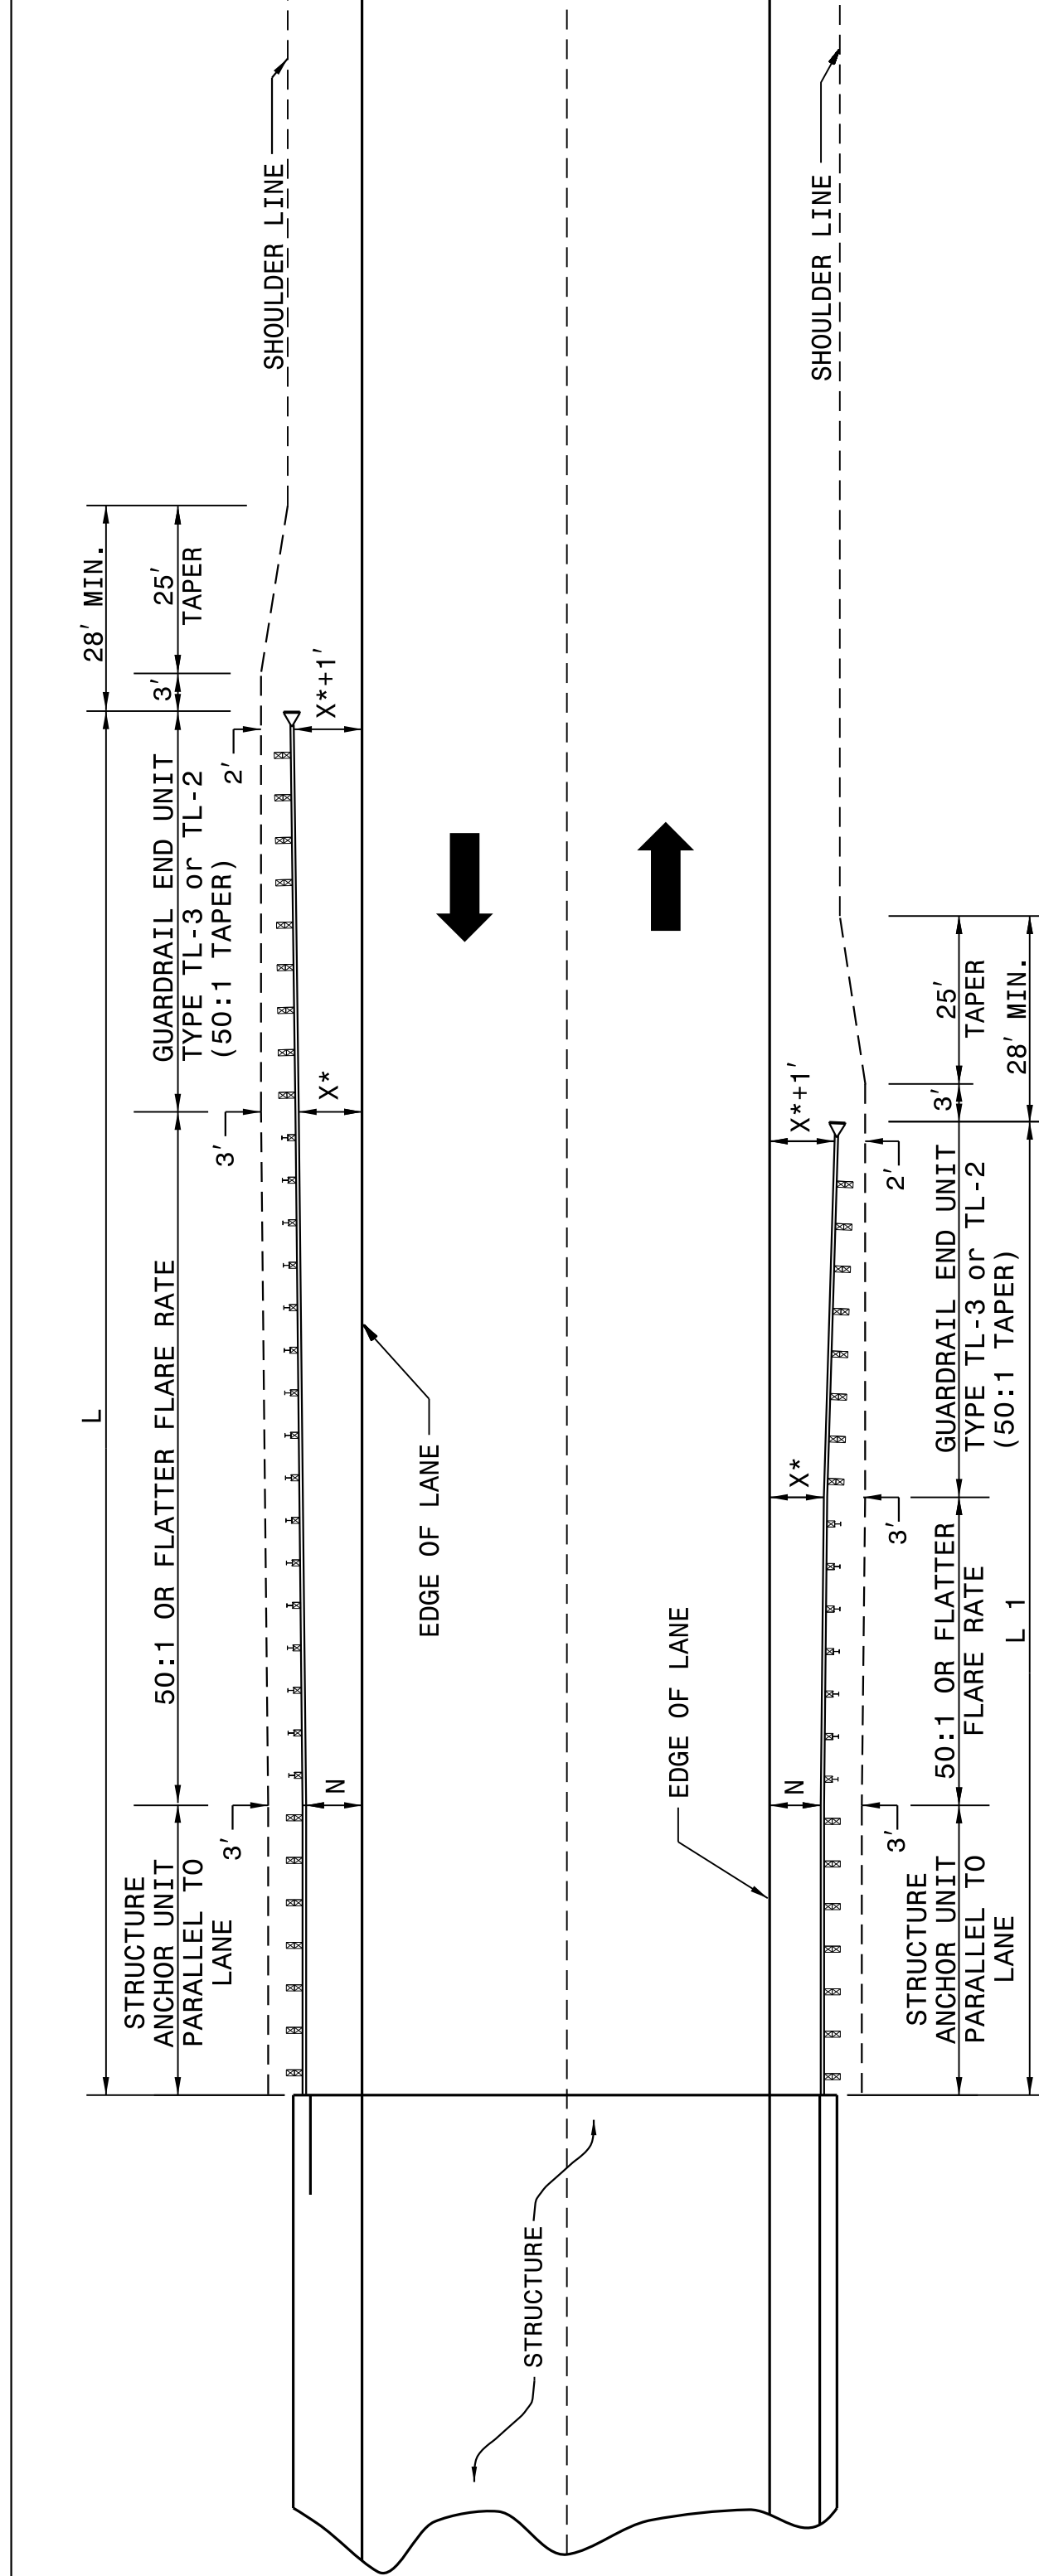 SHOULDER LINE
SHOULDER LINE
28' MIN.
25'
TAPER
3'
X*+1'
2'
GUARDRAIL END UNIT
TYPE TL-3 or TL-2
(50:1 TAPER)
X*
3'
L
50:1 OR FLATTER FLARE RATE
EDGE OF LANE
N
3'
STRUCTURE
ANCHOR UNIT
PARALLEL TO
LANE
25'
TAPER
28' MIN.
3'
X*+1'
2'
GUARDRAIL END UNIT
TYPE TL-3 or TL-2
(50:1 TAPER)
X*
3'
50:1 OR FLATTER
FLARE RATE
L 1
EDGE OF LANE
N
3'
STRUCTURE
ANCHOR UNIT
PARALLEL TO
LANE
STRUCTURE